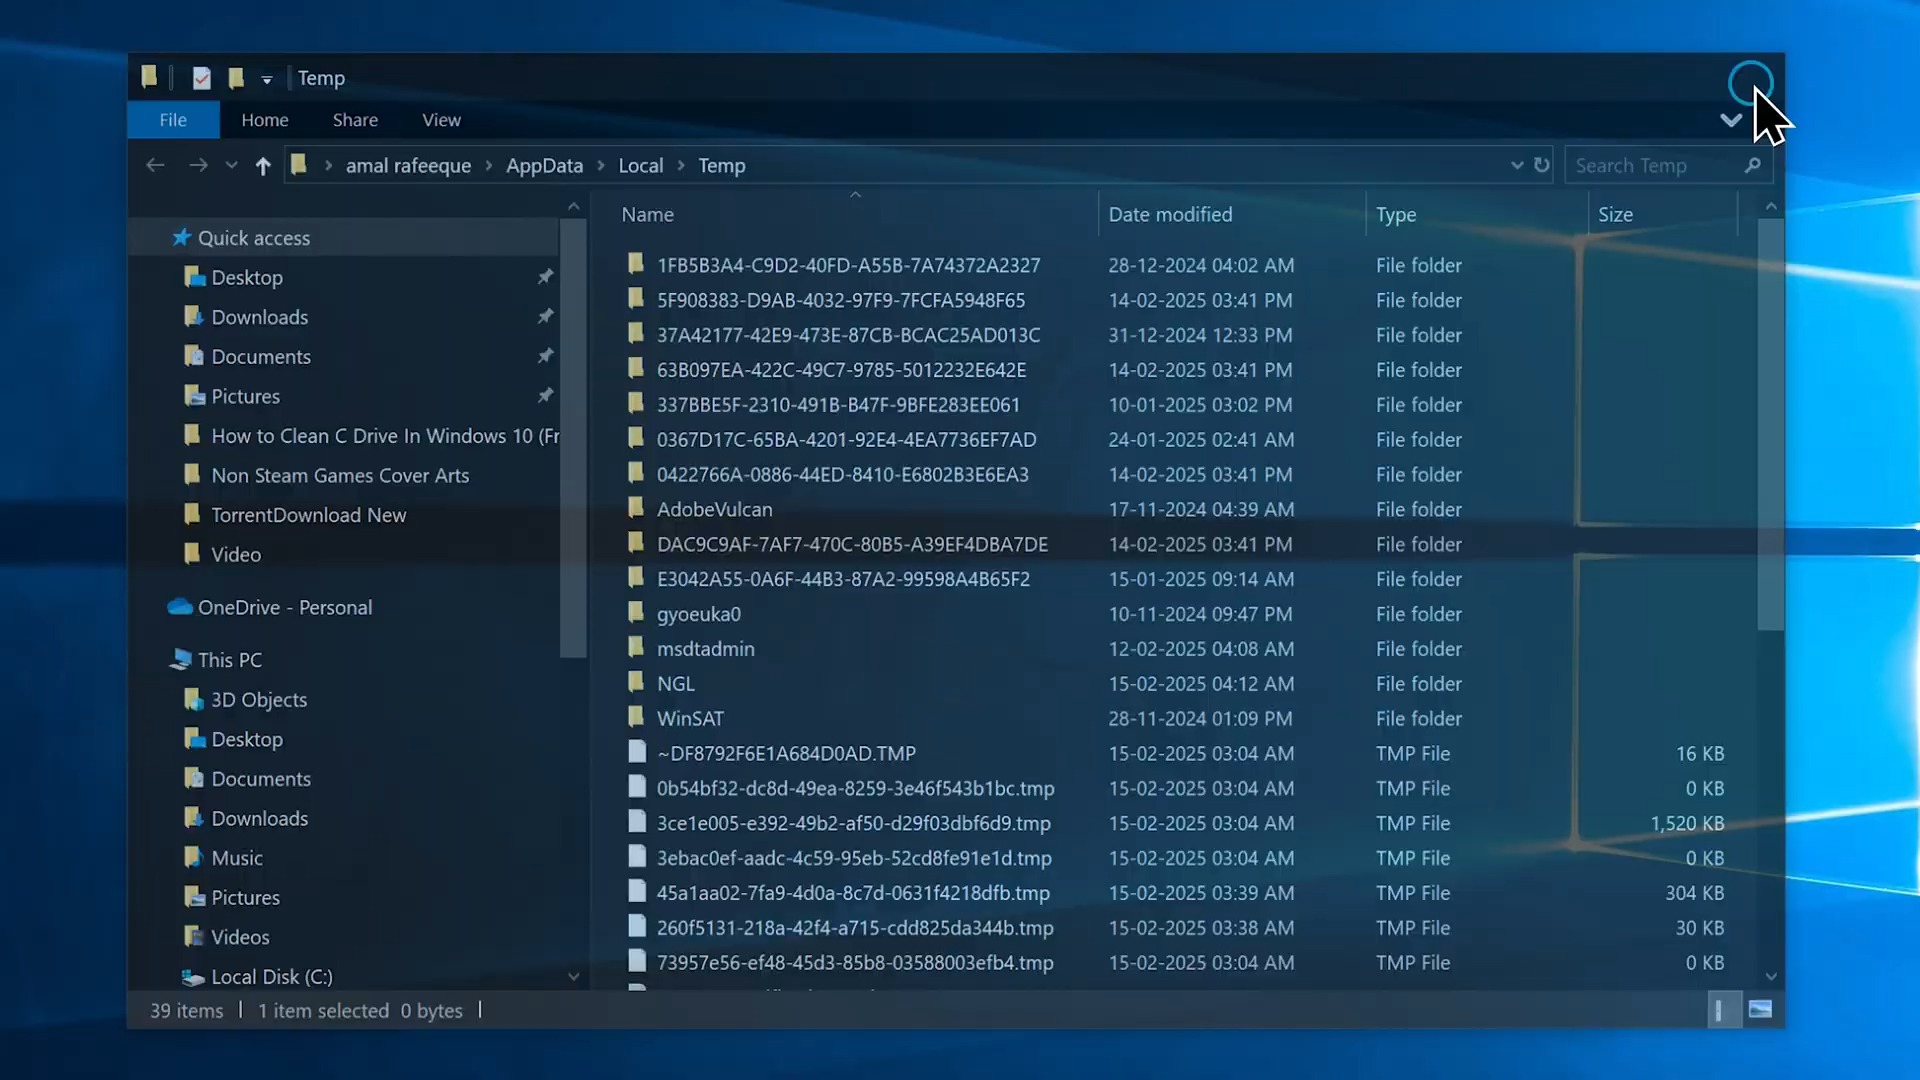 Temp
File Home Share View
amal rafeeque > AppData > Local > Temp
Search Temp
Name Date modified Type Size
Quick access
Desktop
Downloads
Documents
Pictures
How to Clean C Drive In Windows 10 (Fr
Non Steam Games Cover Arts
TorrentDownload New
Video
OneDrive - Personal
This PC
3D Objects
Desktop
Documents
Downloads
Music
Pictures
Videos
Local Disk (C:)
1FB5B3A4-C9D2-40FD-A55B-7A74372A2327 28-12-2024 04:02 AM File folder
5F908383-D9AB-4032-97F9-7FCFA5948F65 14-02-2025 03:41 PM File folder
37A42177-42E9-473E-87CB-BCAC25AD013C 31-12-2024 12:33 PM File folder
63B097EA-422C-49C7-9785-5012232E642E 14-02-2025 03:41 PM File folder
337BBE5F-2310-491B-B47F-9BFE283EE061 10-01-2025 03:02 PM File folder
0367D17C-65BA-4201-92E4-4EA7736EF7AD 24-01-2025 02:41 AM File folder
0422766A-0886-44ED-8410-E6802B3E6EA3 14-02-2025 03:41 PM File folder
AdobeVulcan 17-11-2024 04:39 AM File folder
DAC9C9AF-7AF7-470C-80B5-A39EF4DBA7DE 14-02-2025 03:41 PM File folder
E3042A55-0A6F-44B3-87A2-99598A4B65F2 15-01-2025 09:14 AM File folder
gyoeuka0 10-11-2024 09:47 PM File folder
msdtadmin 12-02-2025 04:08 AM File folder
NGL 15-02-2025 04:12 AM File folder
WinSAT 28-11-2024 01:09 PM File folder
~DF8792F6E1A684D0AD.TMP 15-02-2025 03:04 AM TMP File 16 KB
0b54bf32-dc8d-49ea-8259-3e46f543b1bc.tmp 15-02-2025 03:04 AM TMP File 0 KB
3ce1e005-e392-49b2-af50-d29f03dbf6d9.tmp 15-02-2025 03:04 AM TMP File 1,520 KB
3ebac0ef-aadc-4c59-95eb-52cd8fe91e1d.tmp 15-02-2025 03:04 AM TMP File 0 KB
45a1aa02-7fa9-4d0a-8c7d-0631f4218dfb.tmp 15-02-2025 03:39 AM TMP File 304 KB
260f5131-218a-42f4-a715-cdd825da344b.tmp 15-02-2025 03:38 AM TMP File 30 KB
73957e56-ef48-45d3-85b8-03588003efb4.tmp 15-02-2025 03:04 AM TMP File 0 KB
39 items 1 item selected 0 bytes